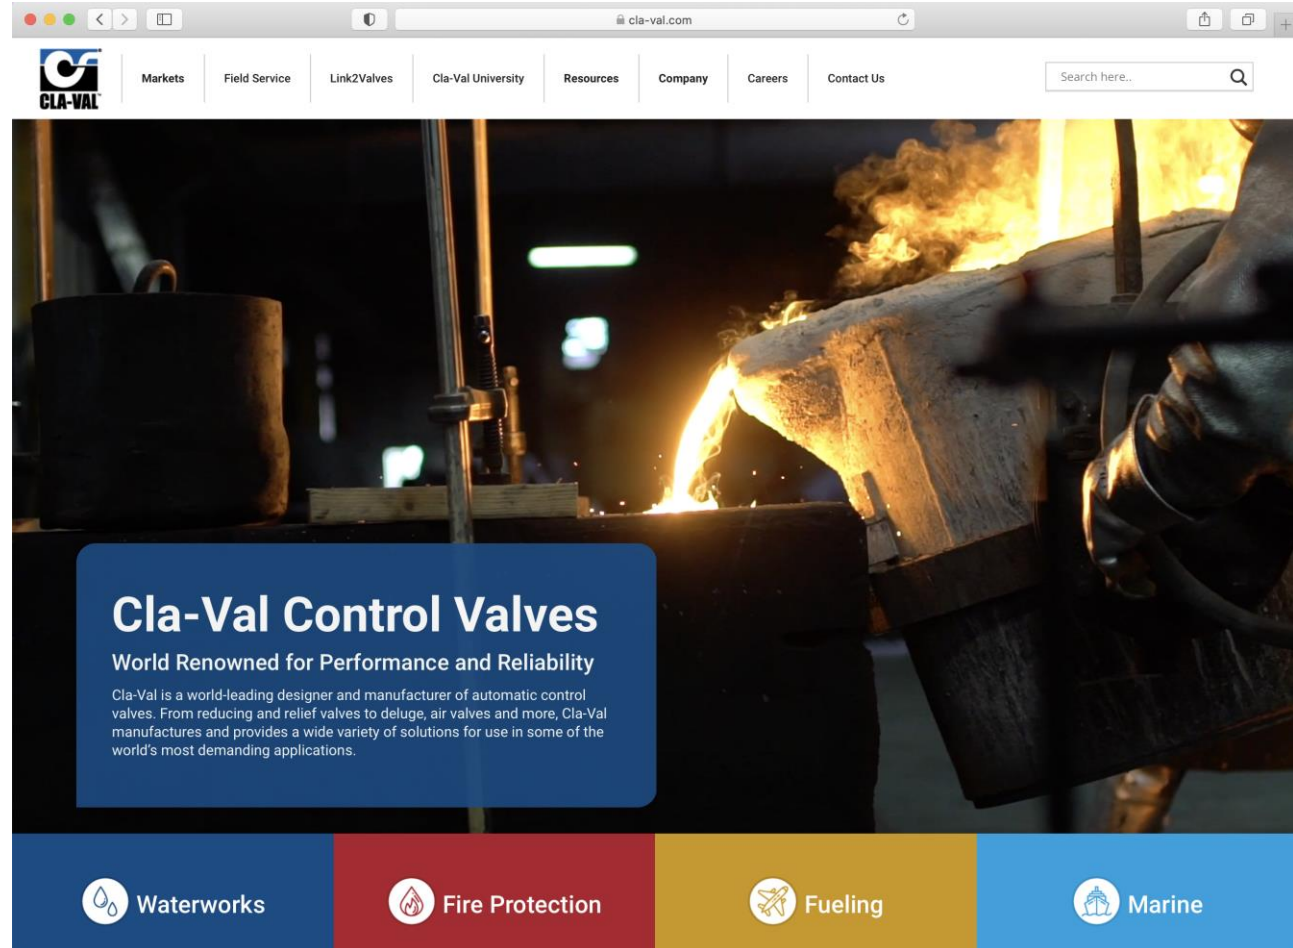 cla-val.com
CLA-VAL
Markets
Field Service
Link2Valves
Cla-Val University
Resources
Company
Careers
Contact Us
Search here..
Cla-Val Control Valves
World Renowned for Performance and Reliability
Cla-Val is a world-leading designer and manufacturer of automatic control
valves. From reducing and relief valves to deluge, air valves and more, Cla-Val
manufactures and provides a wide variety of solutions for use in some of the
world's most demanding applications.
Waterworks
Fire Protection
Fueling
Marine